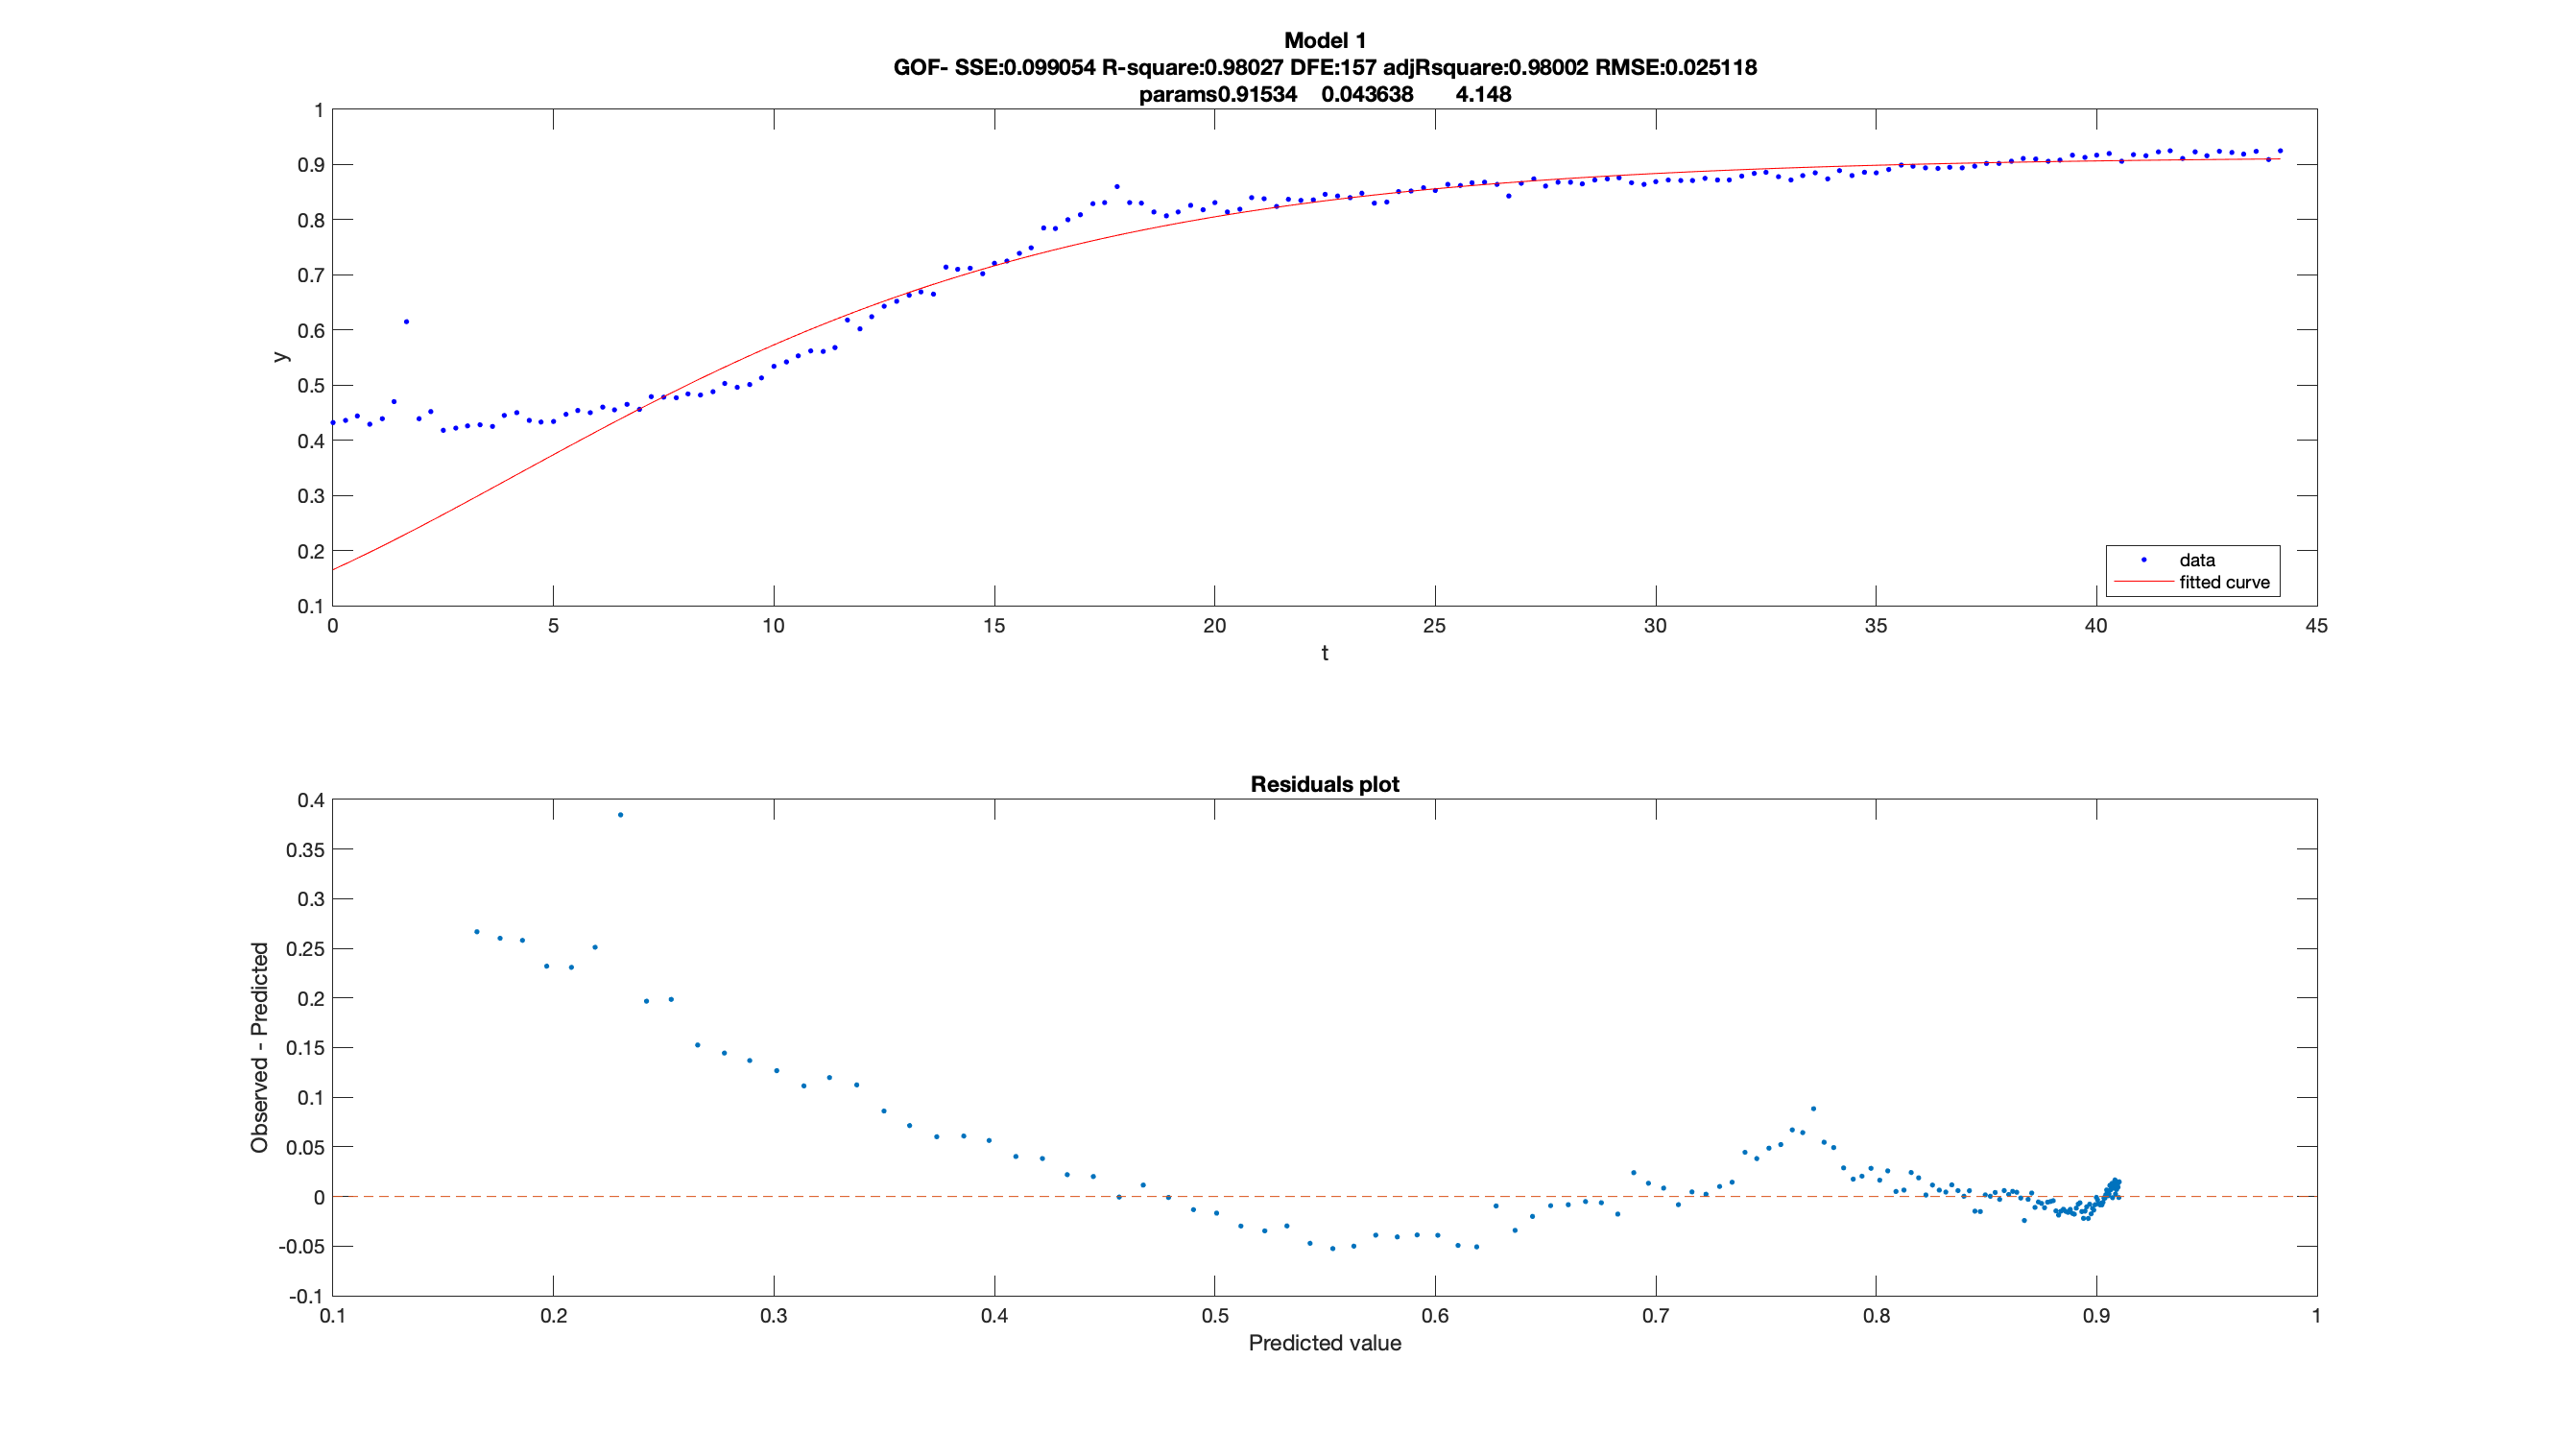 Model 1
GOF- SSE:0.099054 R-square:0.98027 DFE:157 adjRsquare:0.98002 RMSE:0.025118
params0.91534 0.043638 4.148
1
0.9
0.8
0.7
0.6
0.5
0.4
0.3
0.2
0.1
y
data
fitted curve
0 5 10 15 20 25 30 35 40 45
t
Residuals plot
0.4
0.35
0.3
0.25
0.2
0.15
0.1
0.05
0
-0.05
-0.1
Observed - Predicted
0.1 0.2 0.3 0.4 0.5 0.6 0.7 0.8 0.9 1
Predicted value